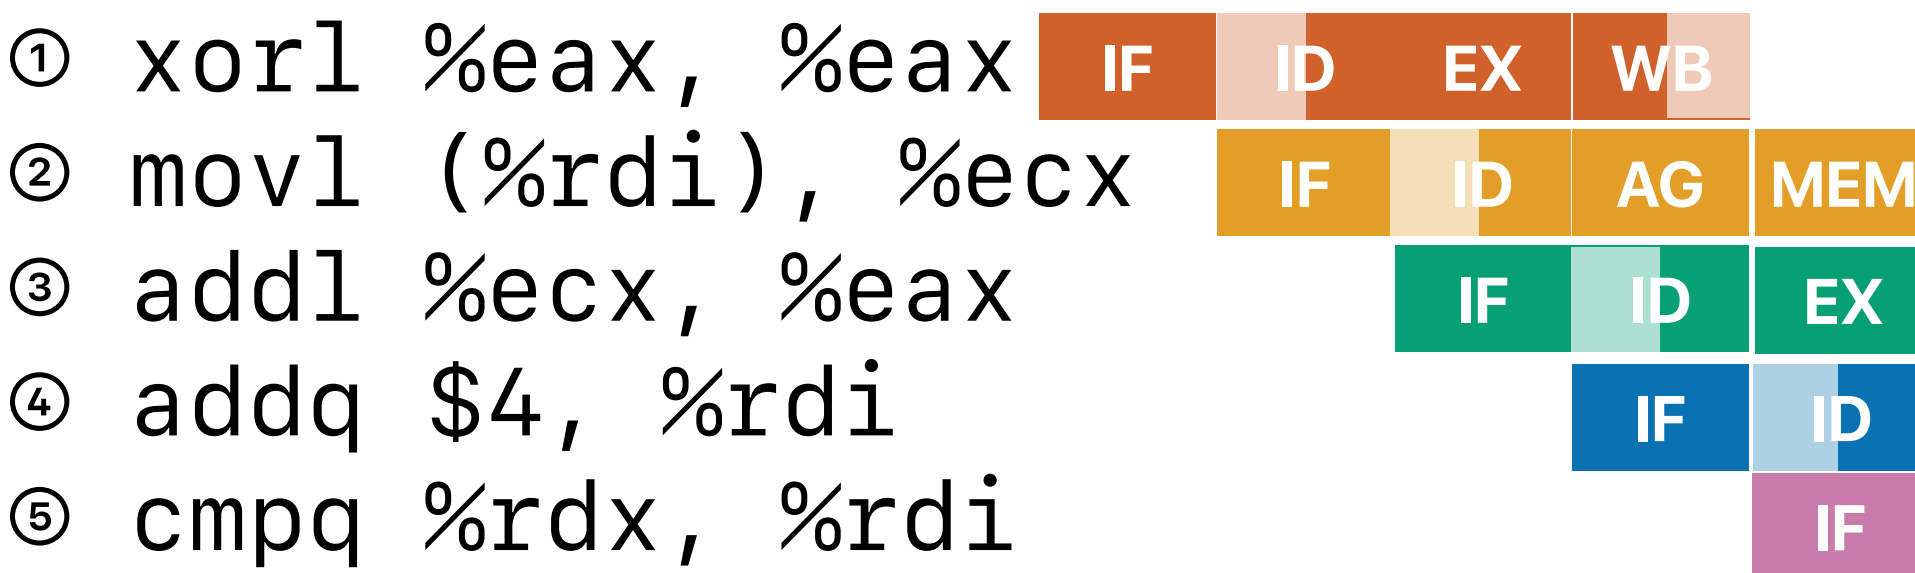 ① xorl %eax, %eax IF ID EX WB
② movl (%rdi), %ecx IF ID AG MEM
③ addl %ecx, %eax IF ID EX
④ addq $4, %rdi IF ID
⑤ cmpq %rdx, %rdi IF